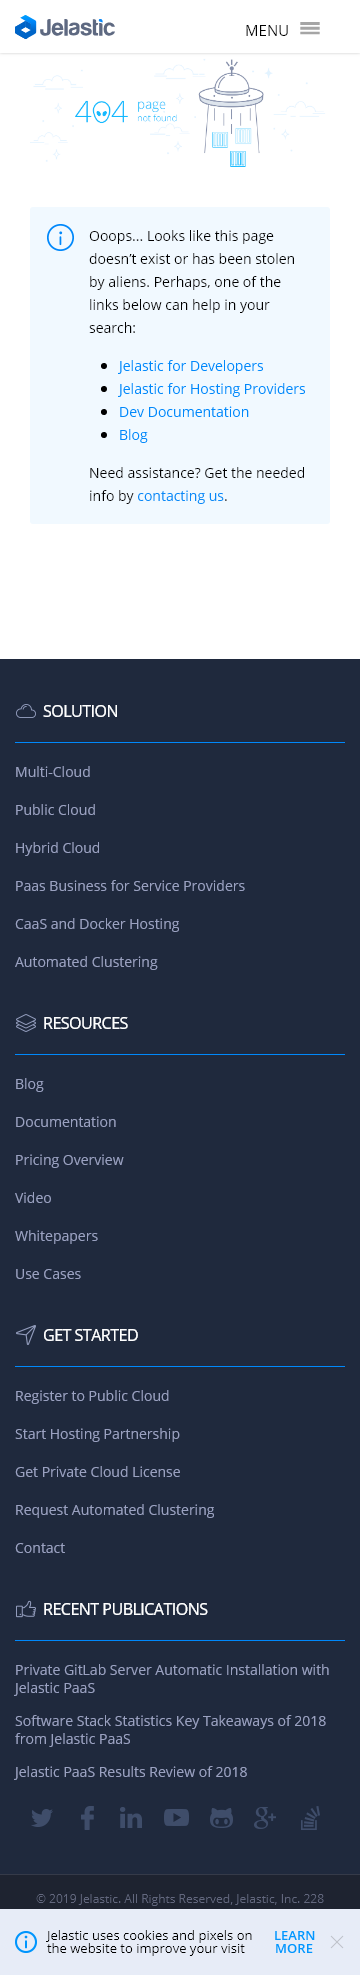 Jelastic
MENU
404 page
not found
Ooops... Looks like this page
doesn't exist or has been stolen
by aliens. Perhaps, one of the
links below can help in your
search:
Jelastic for Developers
Jelastic for Hosting Providers
Dev Documentation
Blog
Need assistance? Get the needed
info by contacting us.
SOLUTION
Multi-Cloud
Public Cloud
Hybrid Cloud
Paas Business for Service Providers
CaaS and Docker Hosting
Automated Clustering
RESOURCES
Blog
Documentation
Pricing Overview
Video
Whitepapers
Use Cases
GET STARTED
Register to Public Cloud
Start Hosting Partnership
Get Private Cloud License
Request Automated Clustering
Contact
RECENT PUBLICATIONS
Private GitLab Server Automatic Installation with
Jelastic PaaS
Software Stack Statistics Key Takeaways of 2018
from Jelastic PaaS
Jelastic PaaS Results Review of 2018
© 2019 Jelastic. All Rights Reserved, Jelastic, Inc. 228
Jelastic uses cookies and pixels on
the website to improve your visit
LEARN
MORE